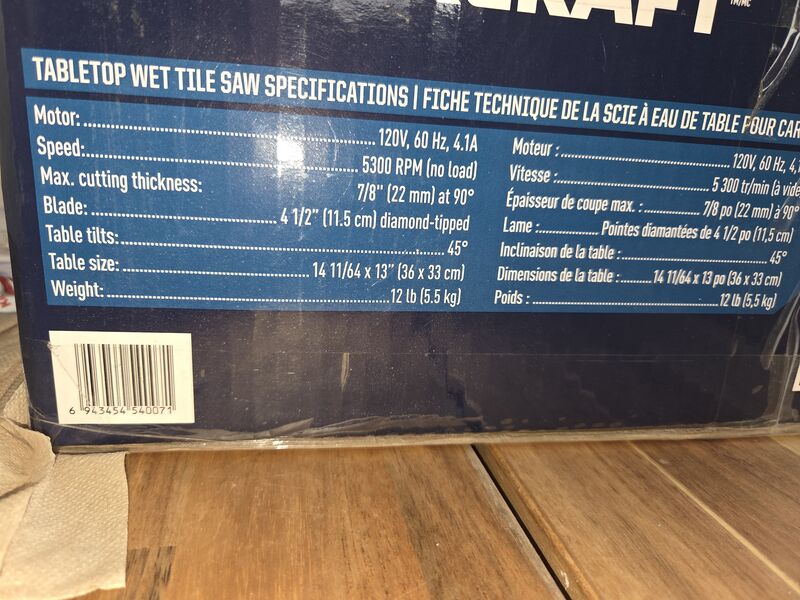 CRAFT
TM/MC
TABLETOP WET TILE SAW SPECIFICATIONS | FICHE TECHNIQUE DE LA SCIE À EAU DE TABLE POUR
Motor: 120V, 60 Hz, 4.1A
Speed: 5300 RPM (no load)
Max. cutting thickness: 7/8" (22 mm) at 90°
Blade: 4 1/2" (11.5 cm) diamond-tipped
Table tilts: 45°
Table size: 14 11/64 x 13" (36 x 33 cm)
Weight: 12 lb (5.5 kg)
Moteur : 120V, 60 Hz,
Vitesse : 5 300 tr/min (à vide
Épaisseur de coupe max. : 7/8 po (22 mm) à 90°
Lame : Pointes diamantées de 4 1/2 po (11,5 cm)
Inclinaison de la table : 45°
Dimensions de la table : 14 11/64 x 13 po (36 x 33 cm)
Poids : 12 lb (5,5 kg)
6 943454 540071